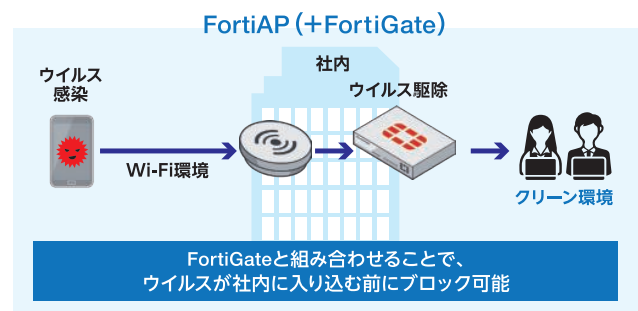 FortiAP(+FortiGate)
社内
ウイルス
感染
ウイルス駆除
Wi-Fi環境
クリーン環境
FortiGateと組み合わせることで、
ウイルスが社内に入り込む前にブロック可能